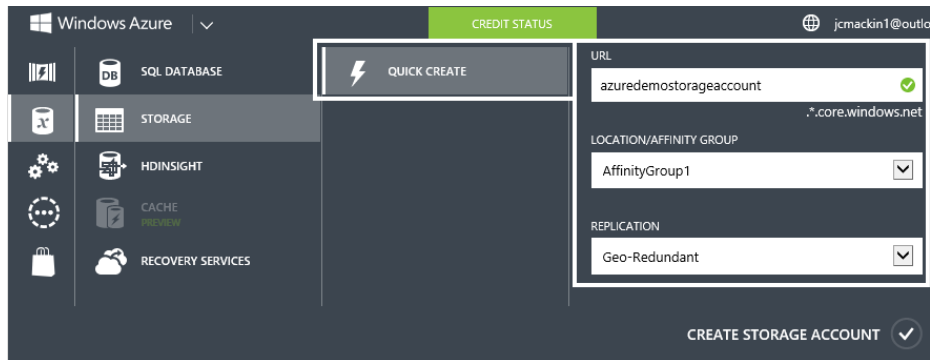 Windows Azure
CREDIT STATUS
jcmackin1@outlo
DB
SQL DATABASE
STORAGE
HDINSIGHT
CACHE
PREVIEW
RECOVERY SERVICES
QUICK CREATE
URL
azuredemostorageaccount
.*.core.windows.net
LOCATION/AFFINITY GROUP
AffinityGroup1
REPLICATION
Geo-Redundant
CREATE STORAGE ACCOUNT